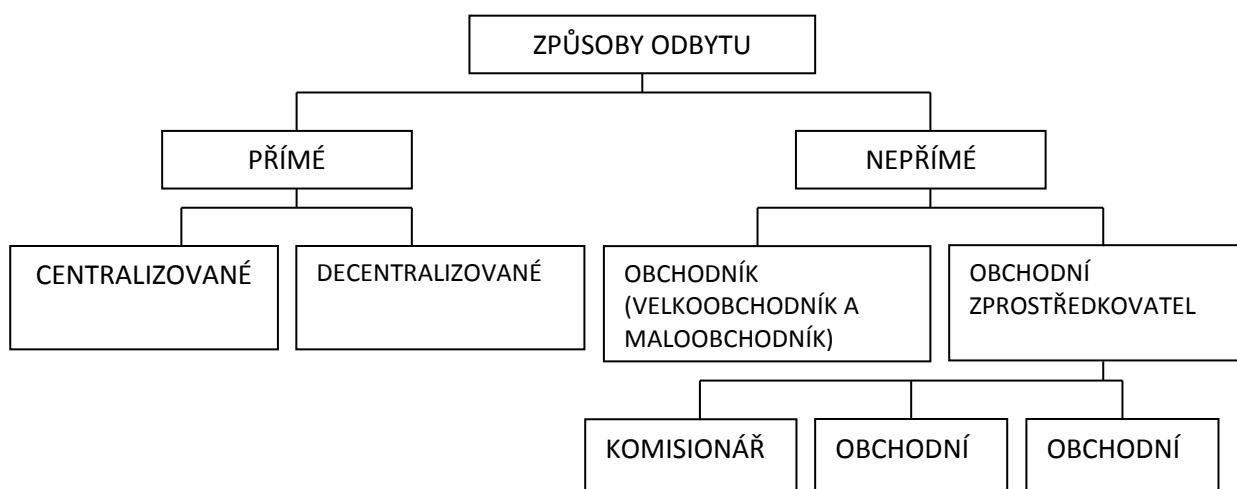 ZPŮSOBY ODBYTU
PŘÍMÉ
NEPŘÍMÉ
CENTRALIZOVANÉ
DECENTRALIZOVANÉ
OBCHODNÍK
(VELKOOBCHODNÍK A
MALOOBCHODNÍK)
OBCHODNÍ
ZPROSTŘEDKOVATEL
KOMISIONÁŘ
OBCHODNÍ
OBCHODNÍ